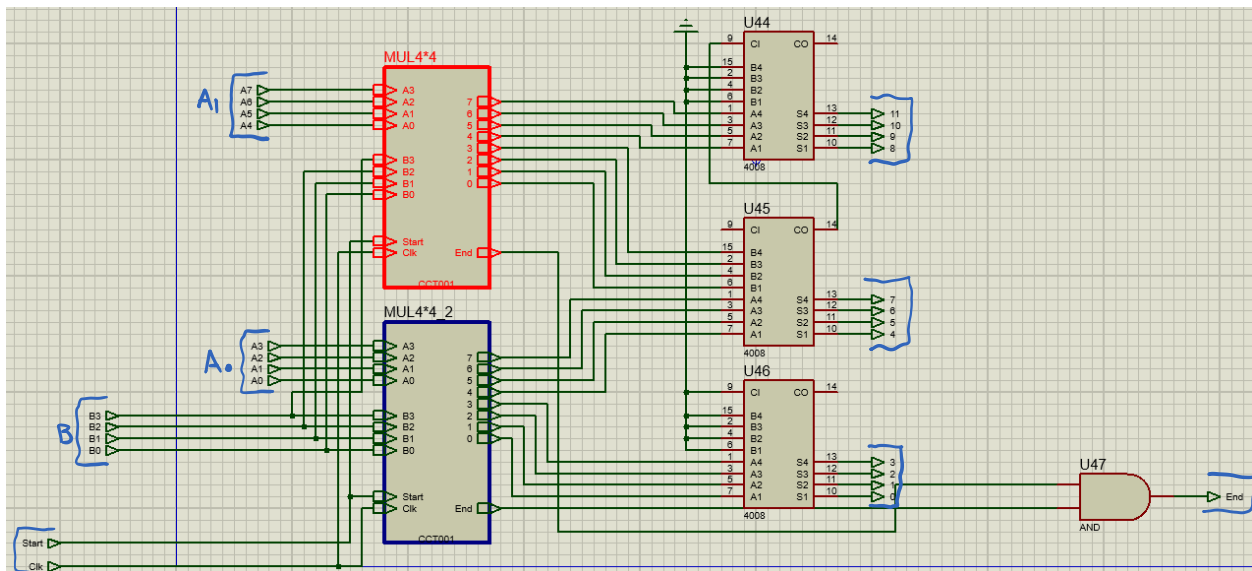 U44
9 CI CO 14
15 B4
2 B3
4 B2
6 B1
1 A4 S4 13 11
3 A3 S3 12 10
5 A2 S2 11 9
7 A1 S1 10 8
4008
MUL4*4
A1
A7 A3 7
A6 A2 6
A5 A1 5
A4 A0 4
3
B3 2
B2 1
B1 0
B0
Start
Clk End
CCT001
U45
9 CI CO 14
15 B4
2 B3
4 B2
6 B1
1 A4 S4 13 7
3 A3 S3 12 6
5 A2 S2 11 5
7 A1 S1 10 4
4008
MUL4*4_2
A0
A3 A3 7
A2 A2 6
A1 A1 5
A0 A0 4
3
B
B3 B3 2
B2 B2 1
B1 B1 0
B0 B0
Start
Clk End
CCT001
U46
9 CI CO 14
15 B4
2 B3
4 B2
6 B1
1 A4 S4 13 3
3 A3 S3 12 2
5 A2 S2 11 1
7 A1 S1 10 0
4008
U47
End
AND
Start
Clk